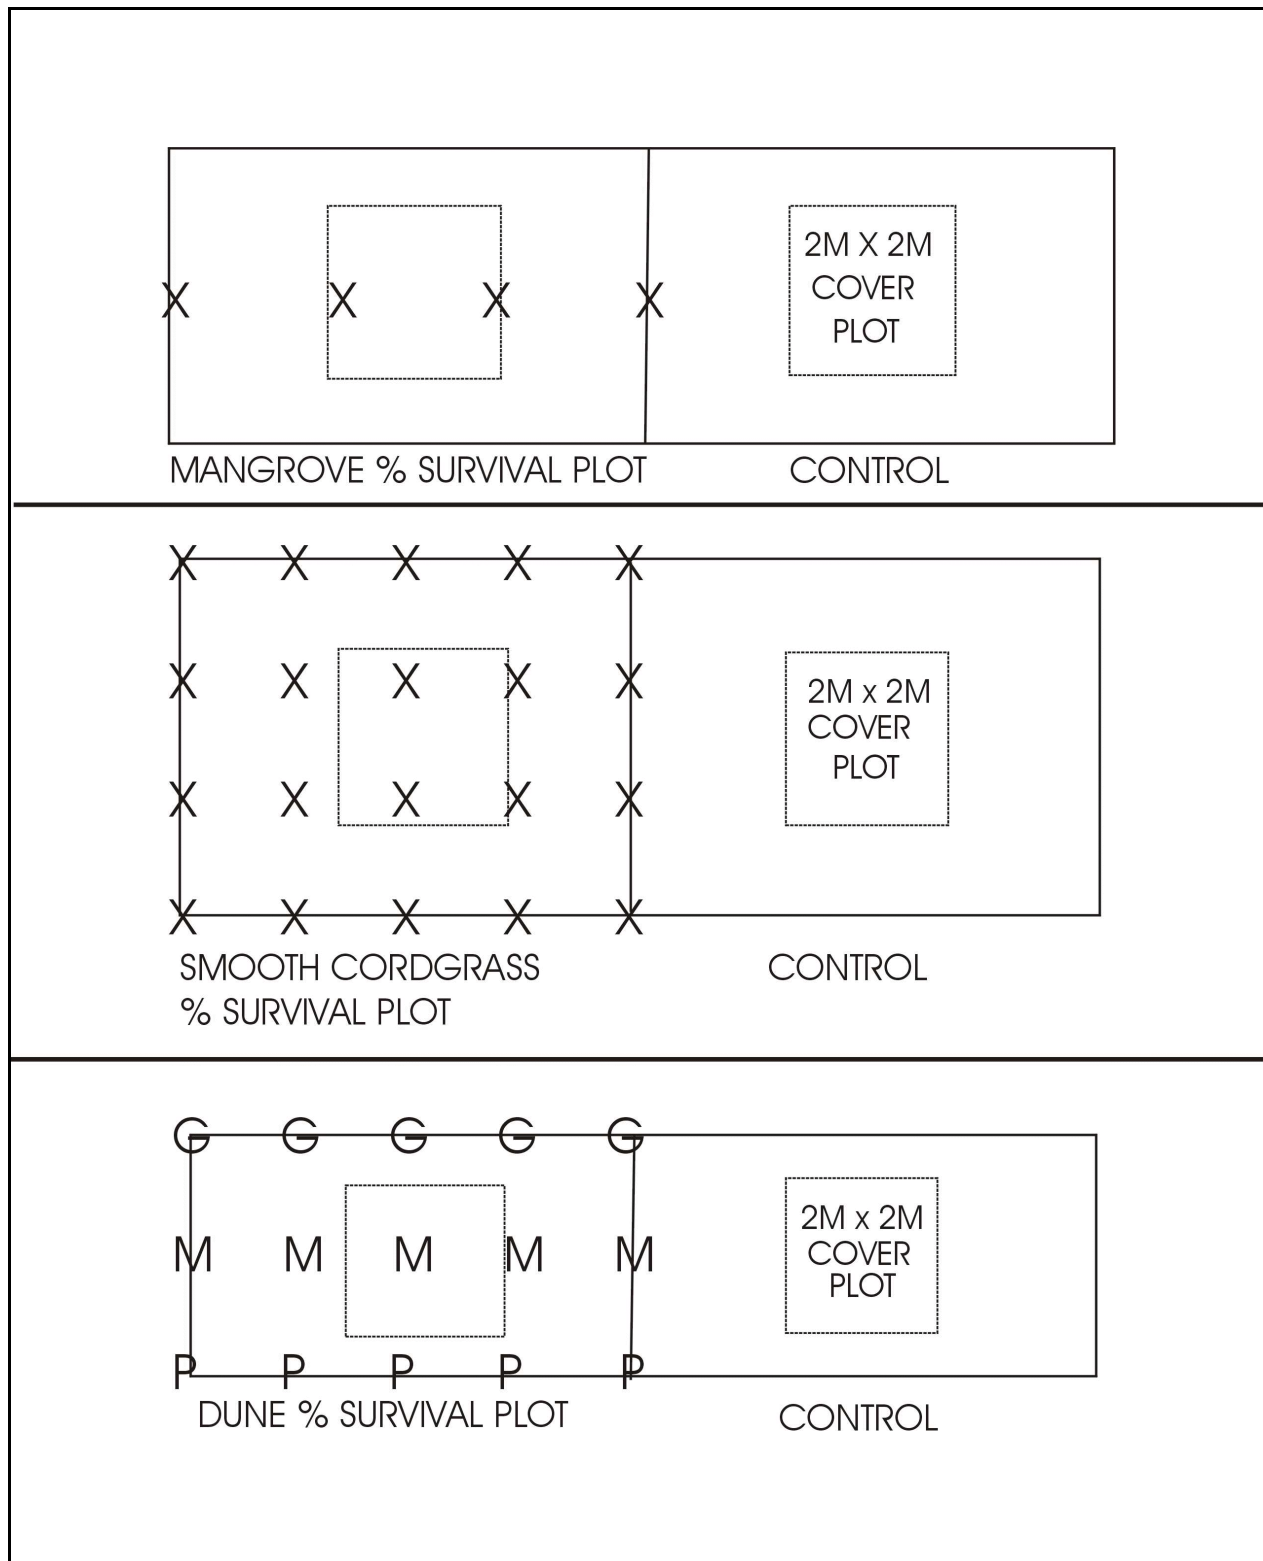 2M X 2M
COVER
PLOT
X X X X
MANGROVE % SURVIVAL PLOT CONTROL
X X X X X
X X X X X
2M x 2M
COVER
PLOT
X X X X X
X X X X X
SMOOTH CORDGRASS CONTROL
% SURVIVAL PLOT
G G G G G
2M x 2M
M M M M M COVER
PLOT
P P P P P
DUNE % SURVIVAL PLOT CONTROL